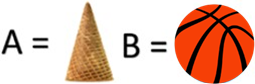 A = B =